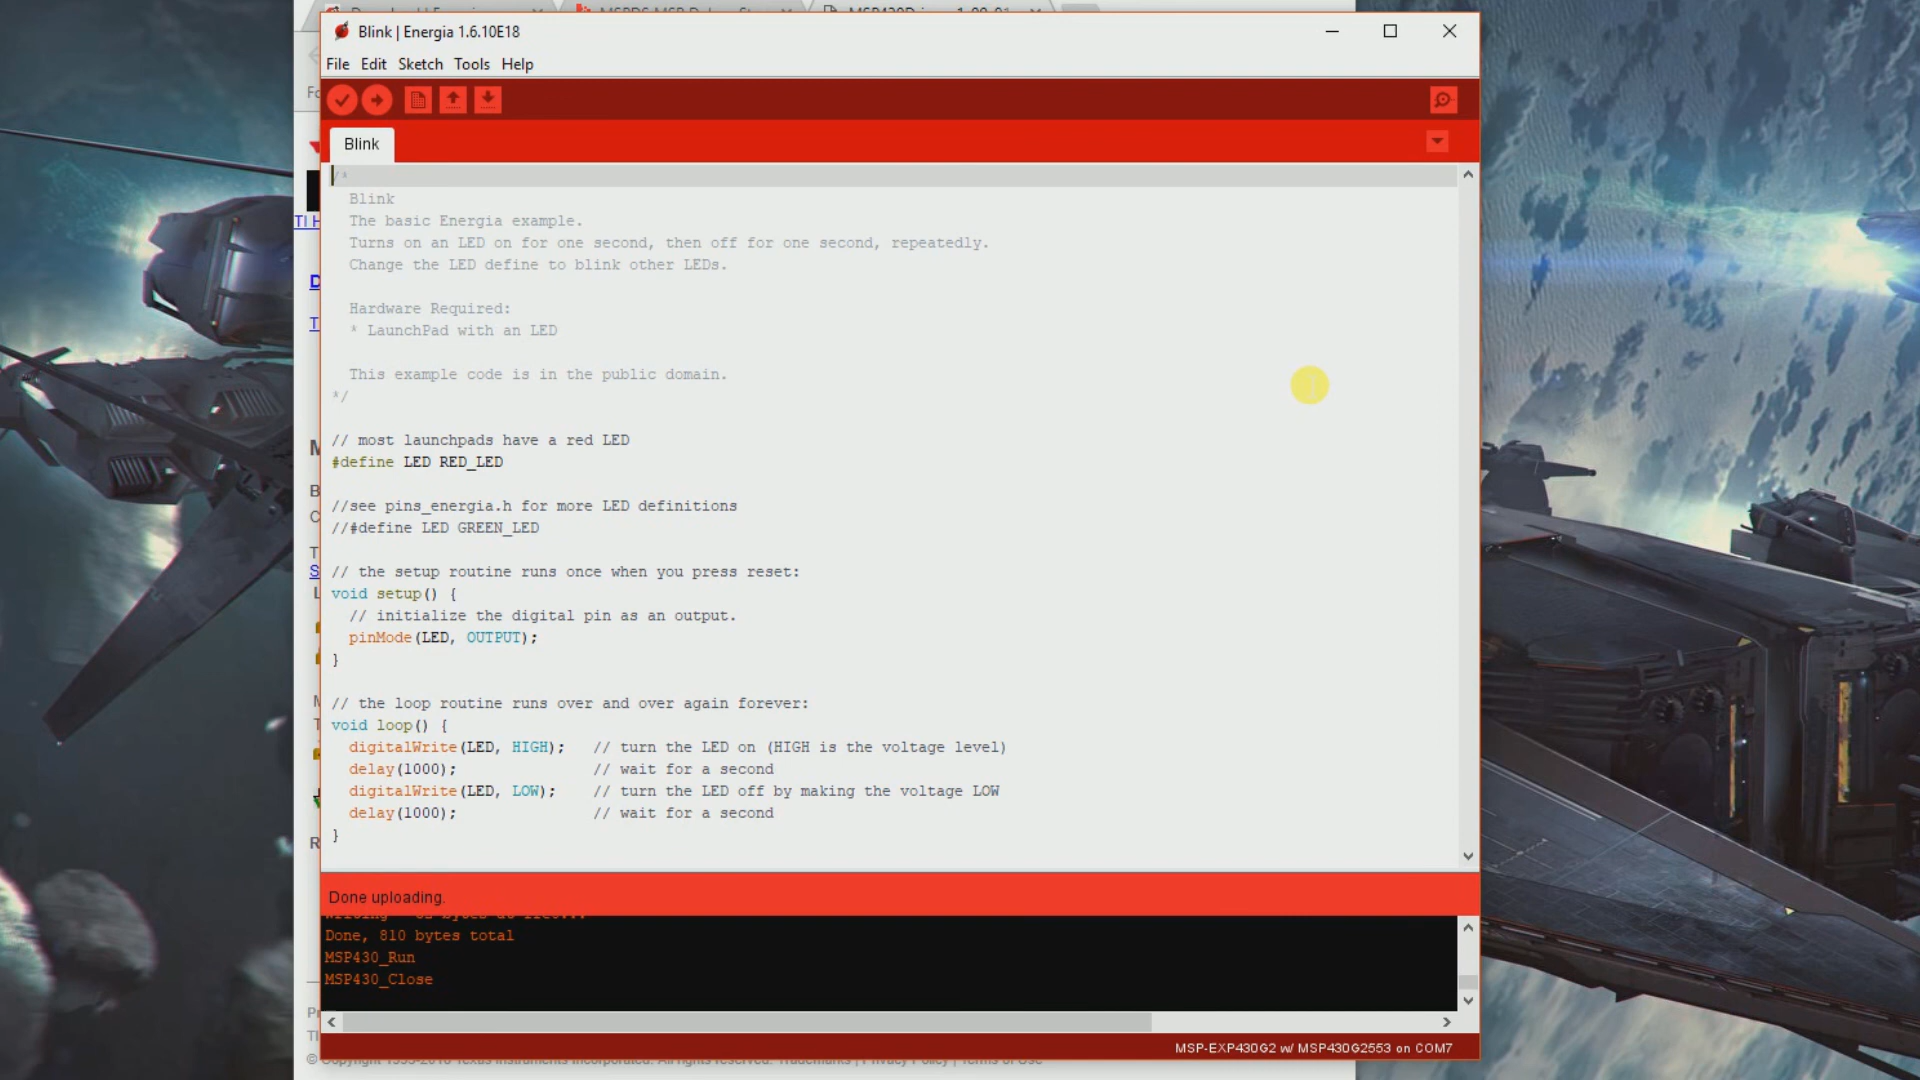 Blink | Energia 1.6.10E18
File Edit Sketch Tools Help
Blink
/*
Blink
The basic Energia example.
Turns on an LED on for one second, then off for one second, repeatedly.
Change the LED define to blink other LEDs.
Hardware Required:
* LaunchPad with an LED
This example code is in the public domain.
*/
// most launchpads have a red LED
#define LED RED_LED
//see pins_energia.h for more LED definitions
//#define LED GREEN_LED
// the setup routine runs once when you press reset:
void setup() {
// initialize the digital pin as an output.
pinMode(LED, OUTPUT);
}
// the loop routine runs over and over again forever:
void loop() {
digitalWrite(LED, HIGH); // turn the LED on (HIGH is the voltage level)
delay(1000); // wait for a second
digitalWrite(LED, LOW); // turn the LED off by making the voltage LOW
delay(1000); // wait for a second
}
Done uploading.
Done, 810 bytes total
MSP430_Run
MSP430_Close
MSP-EXP430G2 w/ MSP430G2553 on COM7